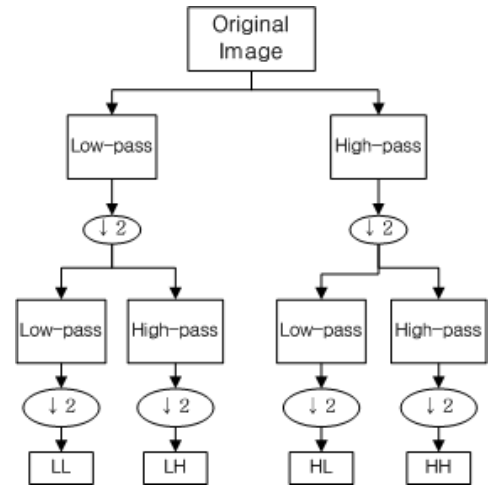 Original
Image
Low-pass
High-pass
↓ 2
↓ 2
Low-pass
High-pass
Low-pass
High-pass
↓ 2
↓ 2
↓ 2
↓ 2
LL
LH
HL
HH